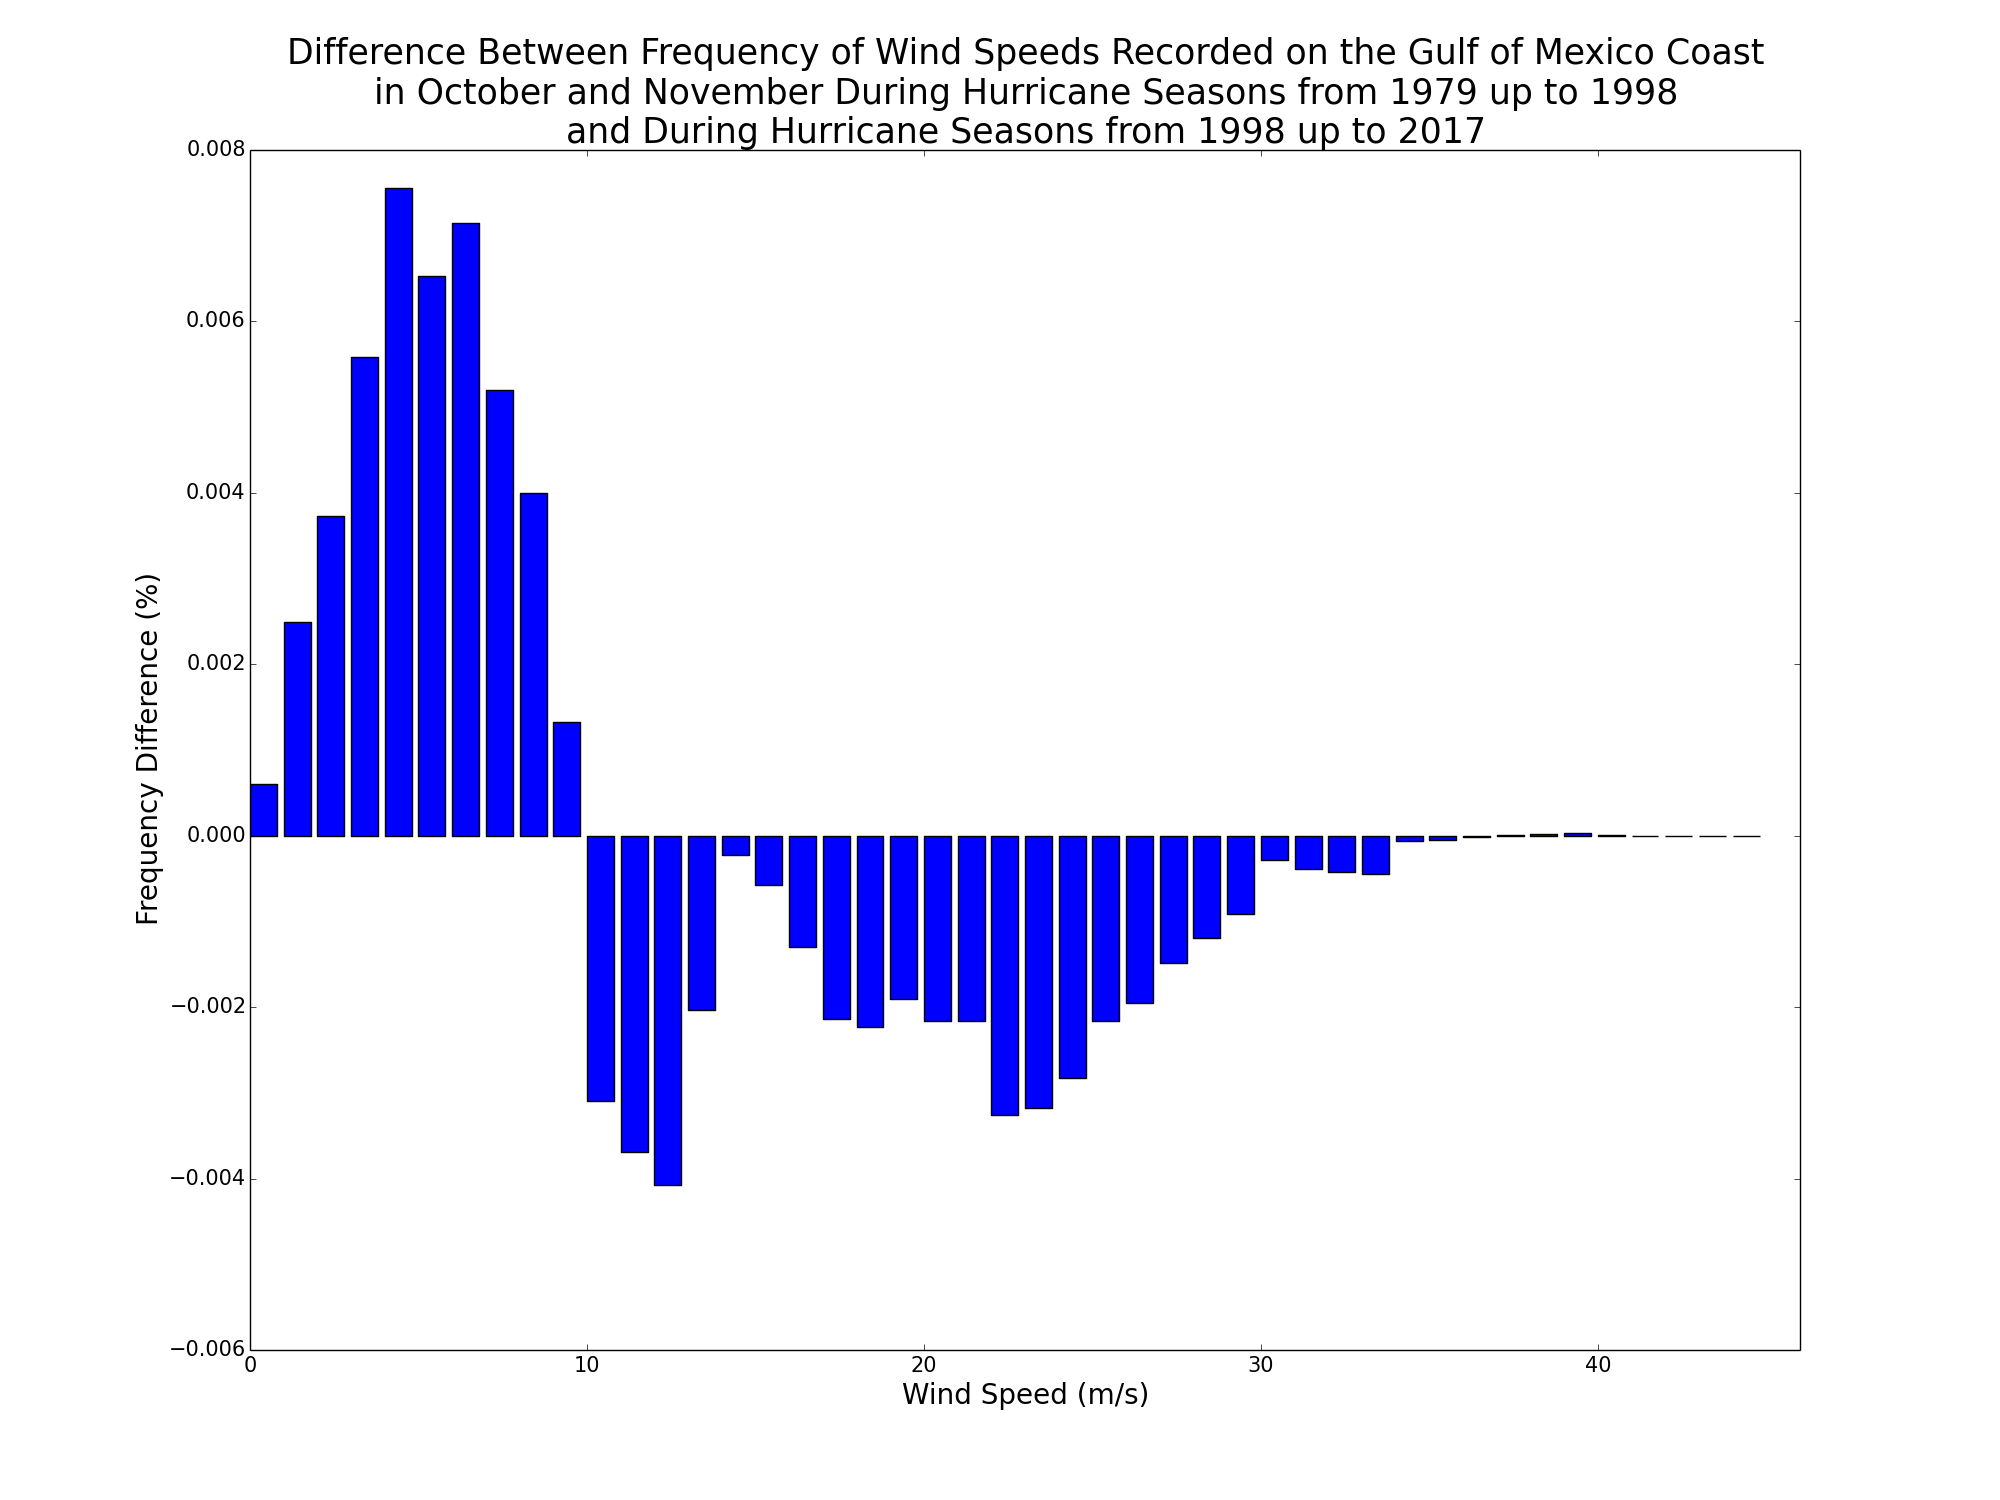 Difference Between Frequency of Wind Speeds Recorded on the Gulf of Mexico Coast
in October and November During Hurricane Seasons from 1979 up to 1998
and During Hurricane Seasons from 1998 up to 2017
0.008
0.006
0.004
0.002
0.000
−0.002
−0.004
−0.006
Frequency Difference (%)
0 10 20 30 40
Wind Speed (m/s)